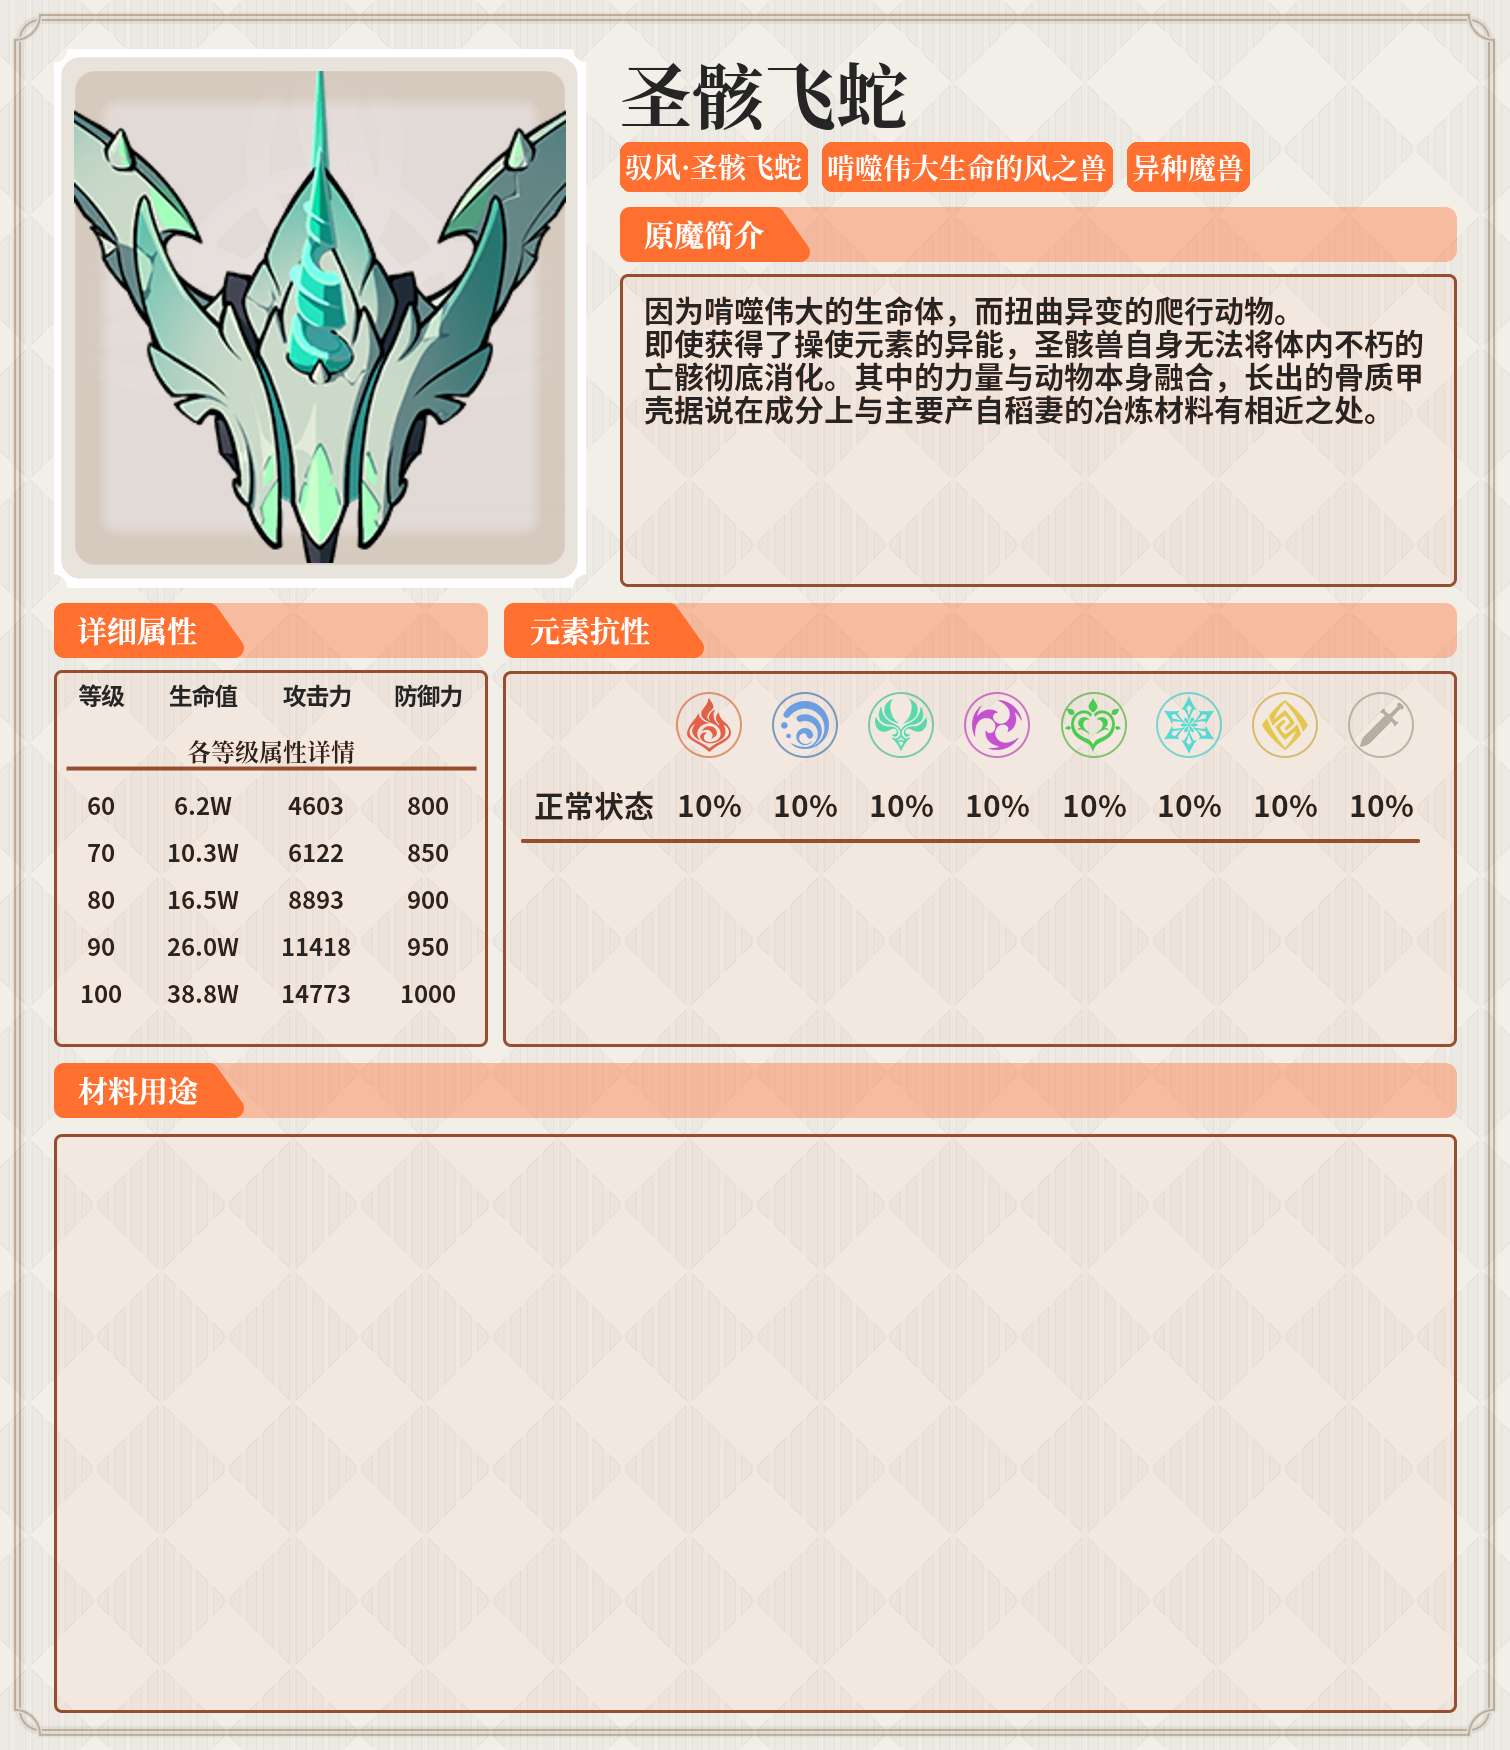 圣骸飞蛇
驭风·圣骸飞蛇 啃噬伟大生命的风之兽 异种魔兽
原魔简介
因为啃噬伟大的生命体，而扭曲异变的爬行动物。
即使获得了操使元素的异能，圣骸兽自身无法将体内不朽的
亡骸彻底消化。其中的力量与动物本身融合，长出的骨质甲
壳据说在成分上与主要产自稻妻的冶炼材料有相近之处。
详细属性
等级 生命值 攻击力 防御力
各等级属性详情
60 6.2W 4603 800
70 10.3W 6122 850
80 16.5W 8893 900
90 26.0W 11418 950
100 38.8W 14773 1000
元素抗性
正常状态 10% 10% 10% 10% 10% 10% 10% 10%
材料用途